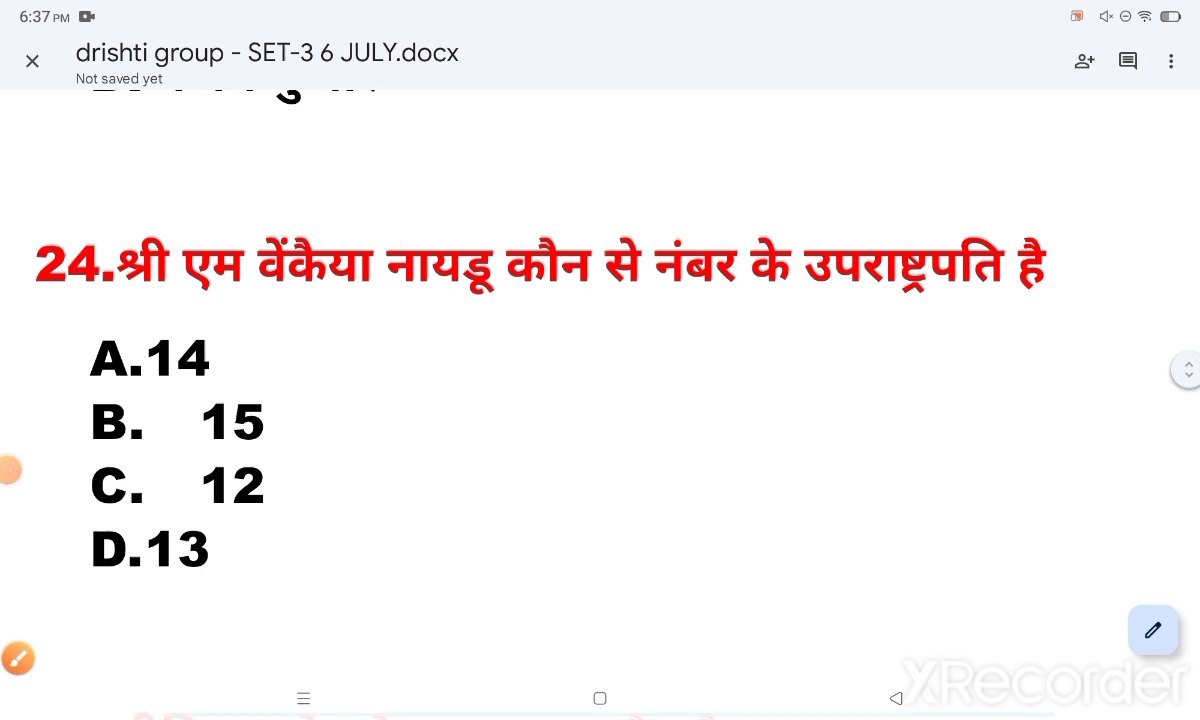 6:37 PM
drishti group - SET-3 6 JULY.docx
Not saved yet
24.श्री एम वेंकैया नायडू कौन से नंबर के उपराष्ट्रपति है
A.14
B. 15
C. 12
D.13
XRecorder